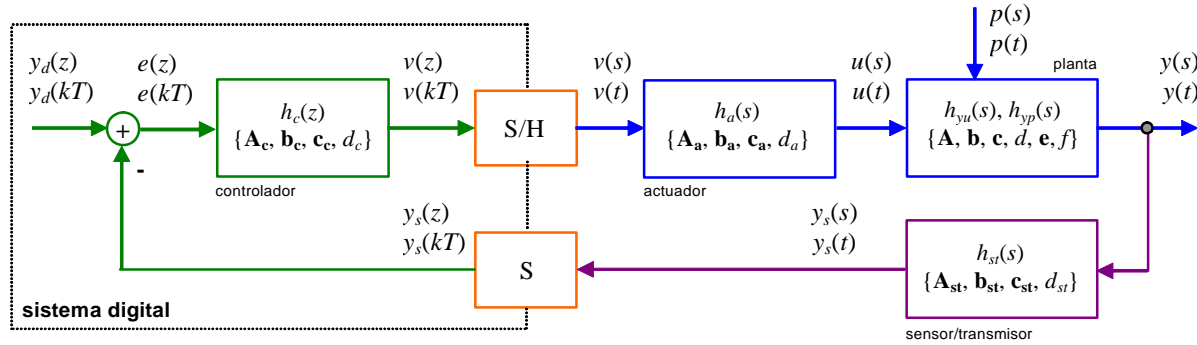 p(s)
p(t)
y_d(z)
y_d(kT)
e(z)
e(kT)
v(z)
v(kT)
v(s)
v(t)
u(s)
u(t)
planta
y(s)
y(t)
+
-
h_c(z)
{A_c, b_c, c_c, d_c}
controlador
S/H
h_a(s)
{A_a, b_a, c_a, d_a}
actuador
h_yu(s), h_yp(s)
{A, b, c, d, e, f}
y_s(z)
y_s(kT)
S
y_s(s)
y_s(t)
h_st(s)
{A_st, b_st, c_st, d_st}
sensor/transmisor
sistema digital